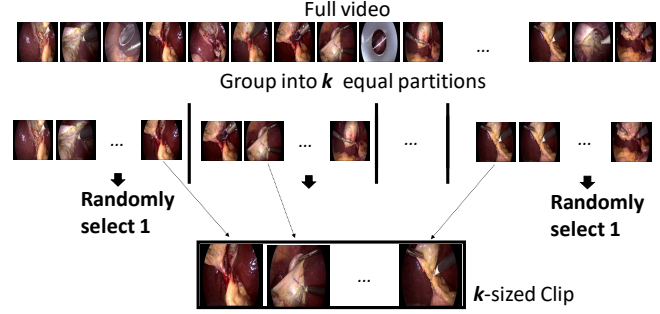 Full video
...
Group into k equal partitions
...
...
...
...
Randomly
select 1
Randomly
select 1
...
k-sized Clip